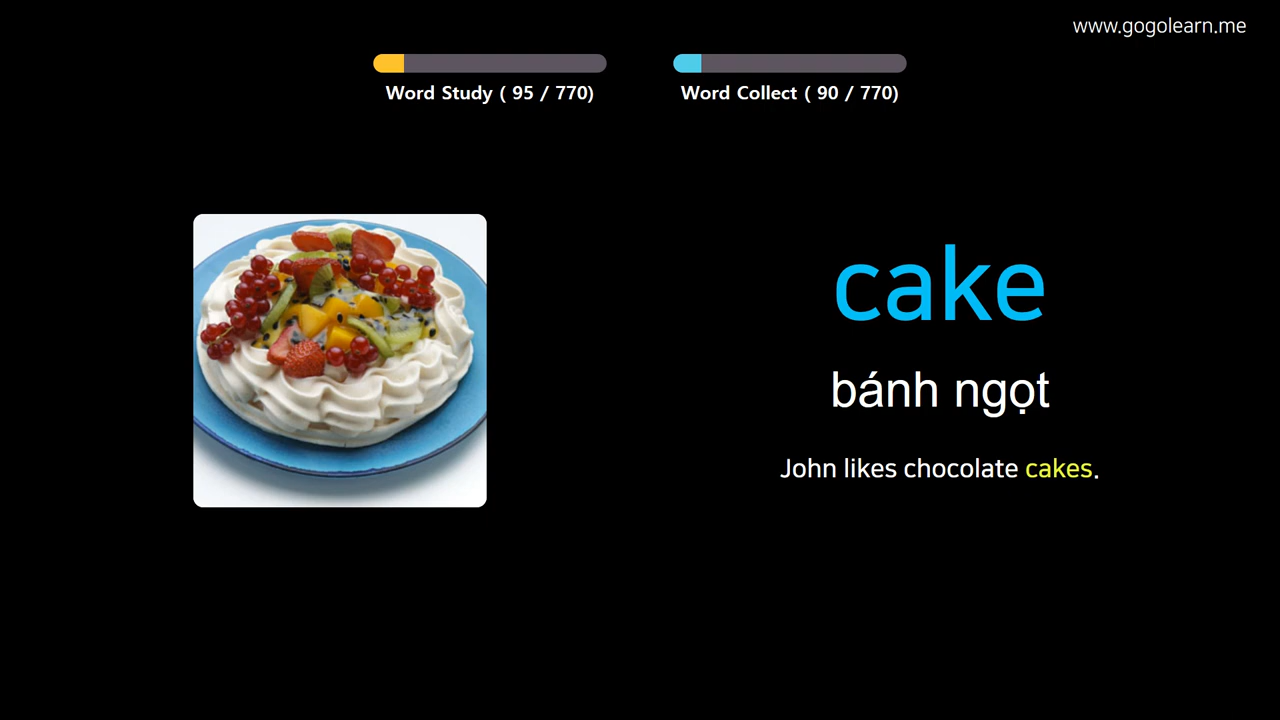 www.gogolearn.me
Word Study ( 95 / 770)
Word Collect ( 90 / 770)
cake
bánh ngọt
John likes chocolate cakes.